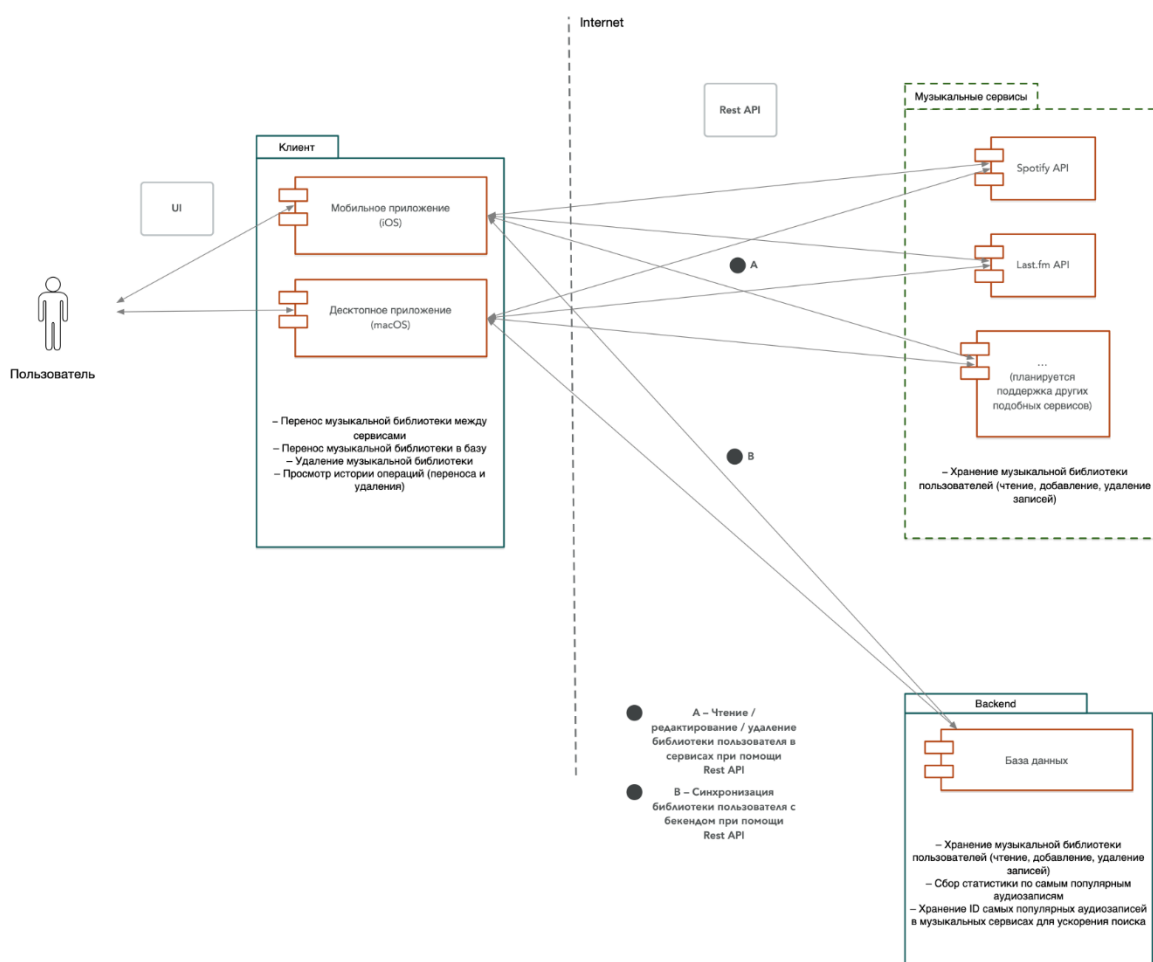 Internet
Rest API
Музыкальные сервисы
Клиент
UI
Мобильное приложение
(iOS)
Spotify API
A
Last.fm API
Десктопное приложение
(macOS)
Пользователь
...
(планируется
поддержка других
подобных сервисов)
– Перенос музыкальной библиотеки между
сервисами
– Перенос музыкальной библиотеки в базу
– Удаление музыкальной библиотеки
– Просмотр истории операций (переноса и
удаления)
B
– Хранение музыкальной библиотеки
пользователей (чтение, добавление, удаление
записей)
A – Чтение /
редактирование / удаление
библиотеки пользователя в
сервисах при помощи
Rest API
B – Синхронизация
библиотеки пользователя с
бекендом при помощи
Rest API
Backend
База данных
– Хранение музыкальной библиотеки
пользователей (чтение, добавление, удаление
записей)
– Сбор статистики по самым популярным
аудиозаписям
– Хранение ID самых популярных аудиозаписей
в музыкальных сервисах для ускорения поиска